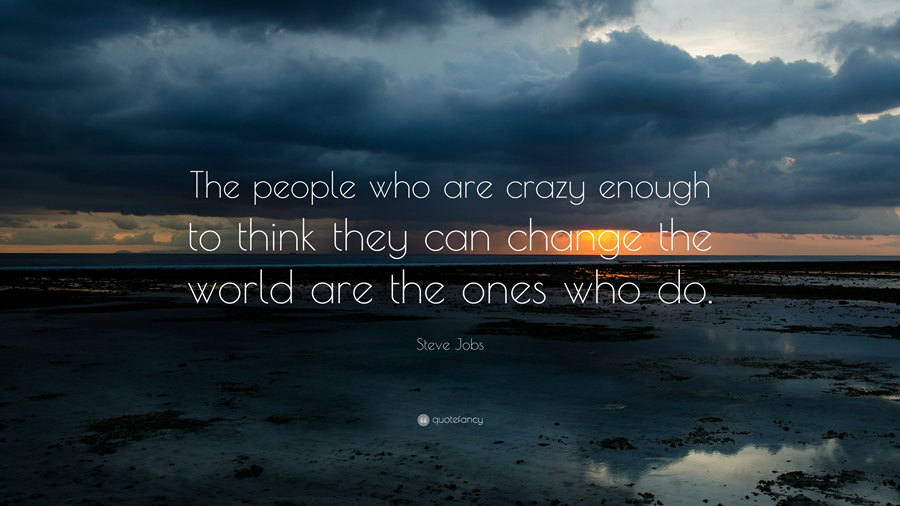 The people who are crazy enough
to think they can change the
world are the ones who do.
Steve Jobs
quotefancy